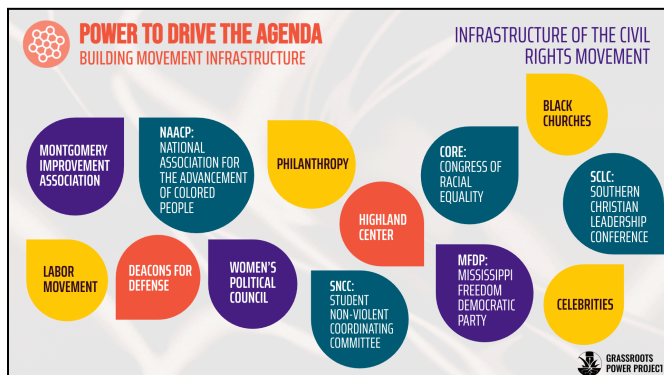 POWER TO DRIVE THE AGENDA
BUILDING MOVEMENT INFRASTRUCTURE
INFRASTRUCTURE OF THE CIVIL
RIGHTS MOVEMENT
MONTGOMERY
IMPROVEMENT
ASSOCIATION
NAACP:
NATIONAL
ASSOCIATION FOR
THE ADVANCEMENT
OF COLORED
PEOPLE
PHILANTHROPY
HIGHLAND
CENTER
CORE:
CONGRESS OF
RACIAL
EQUALITY
BLACK
CHURCHES
SCLC:
SOUTHERN
CHRISTIAN
LEADERSHIP
CONFERENCE
LABOR
MOVEMENT
DEACONS FOR
DEFENSE
WOMEN'S
POLITICAL
COUNCIL
SNCC:
STUDENT
NON-VIOLENT
COORDINATING
COMMITTEE
MFDP:
MISSISSIPPI
FREEDOM
DEMOCRATIC
PARTY
CELEBRITIES
GRASSROOTS
POWER PROJECT